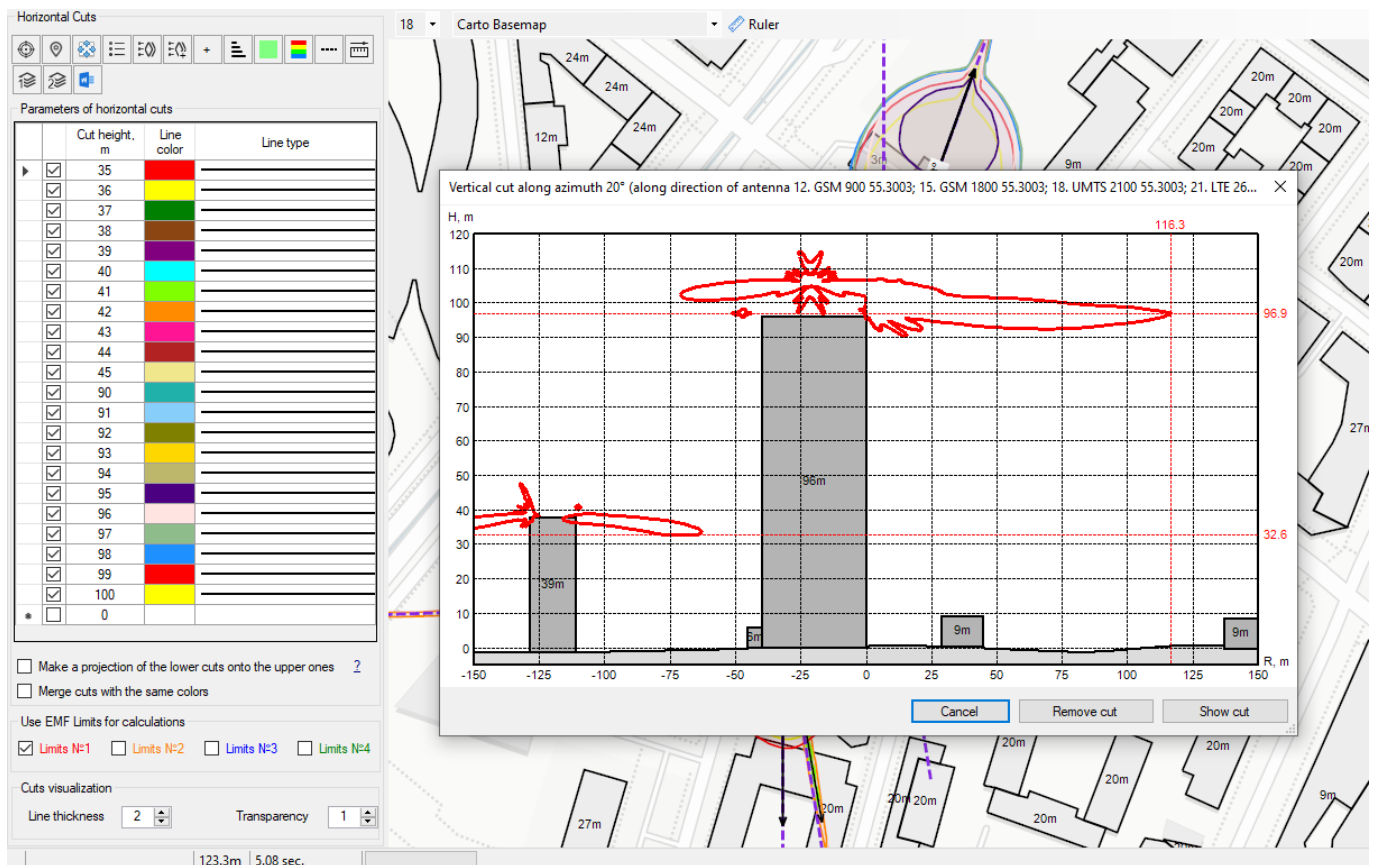 Horizontal Cuts
18 Carto Basemap Ruler
Parameters of horizontal cuts
Cut height, m Line color Line type
35
36
37
38
39
40
41
42
43
44
45
90
91
92
93
94
95
96
97
98
99
100
0
Make a projection of the lower cuts onto the upper ones ?
Merge cuts with the same colors
Use EMF Limits for calculations
Limits №1 Limits №2 Limits №3 Limits №4
Cuts visualization
Line thickness 2 Transparency 1
123.3m 5.08 sec.
24m
24m
24m
12m
3m
9m
20m
20m
20m
20m
20m
20m
27m
Vertical cut along azimuth 20° (along direction of antenna 12. GSM 900 55.3003; 15. GSM 1800 55.3003; 18. UMTS 2100 55.3003; 21. LTE 26...
H, m
116.3
120
110
100
96.9
90
80
70
60
50
96m
40
32.6
30
20
39m
10
6m
9m
9m
0
R, m
-150 -125 -100 -75 -50 -25 0 25 50 75 100 125 150
Cancel Remove cut Show cut
20m
20m
20m
20m
20m
20m
20m
27m
9m